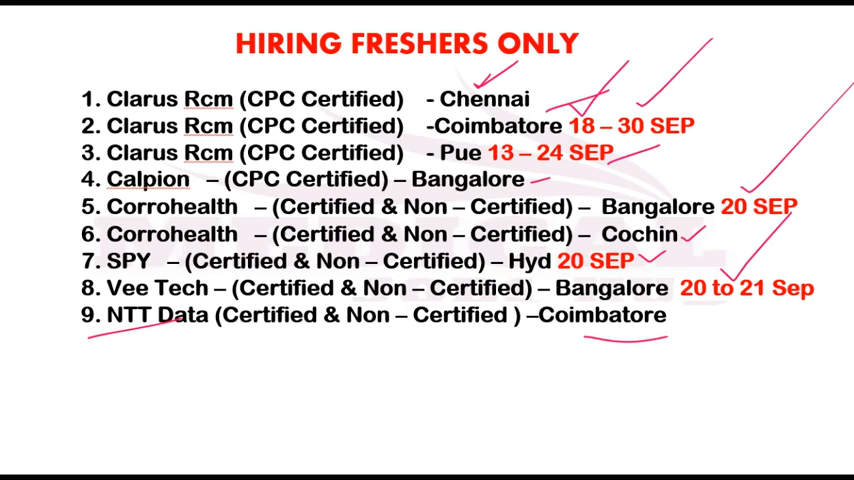 HIRING FRESHERS ONLY
1. Clarus Rcm (CPC Certified) - Chennai
2. Clarus Rcm (CPC Certified) -Coimbatore 18 – 30 SEP
3. Clarus Rcm (CPC Certified) - Pue 13 – 24 SEP
4. Calpion – (CPC Certified) – Bangalore
5. Corrohealth – (Certified & Non – Certified) – Bangalore 20 SEP
6. Corrohealth – (Certified & Non – Certified) – Cochin
7. SPY – (Certified & Non – Certified) – Hyd 20 SEP
8. Vee Tech – (Certified & Non – Certified) – Bangalore 20 to 21 Sep
9. NTT Data (Certified & Non – Certified ) –Coimbatore